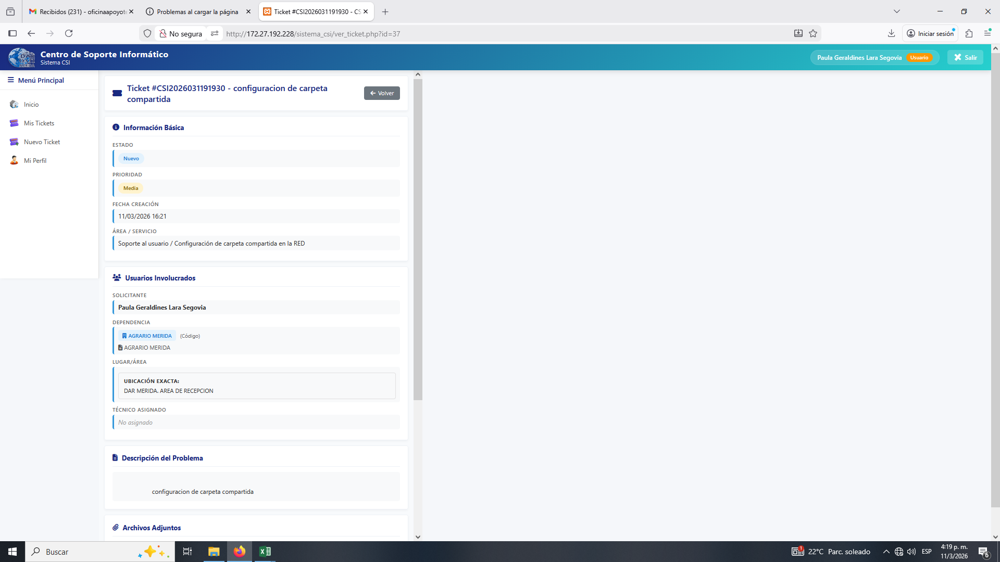 Recibidos (231) - oficinaapoyote
Problemas al cargar la página
Ticket #CSI2026031191930 - CS
No segura
http://172.27.192.228/sistema_csi/ver_ticket.php?id=37
Iniciar sesión
DAR
OATI
MERIDA
Centro de Soporte Informático
Sistema CSI
Paula Geraldines Lara Segovia
Usuario
Salir
Menú Principal
Inicio
Mis Tickets
Nuevo Ticket
Mi Perfil
Ticket #CSI2026031191930 - configuracion de carpeta
compartida
Volver
Información Básica
ESTADO
Nuevo
PRIORIDAD
Media
FECHA CREACIÓN
11/03/2026 16:21
ÁREA / SERVICIO
Soporte al usuario / Configuración de carpeta compartida en la RED
Usuarios Involucrados
SOLICITANTE
Paula Geraldines Lara Segovia
DEPENDENCIA
AGRARIO MERIDA (Código)
AGRARIO MERIDA
LUGAR/ÁREA
UBICACIÓN EXACTA:
DAR MERIDA. AREA DE RECEPCION
TÉCNICO ASIGNADO
No asignado
Descripción del Problema
configuracion de carpeta compartida
Archivos Adjuntos
Buscar
1
22°C Parc. soleado
ESP
4:19 p. m.
11/3/2026
6